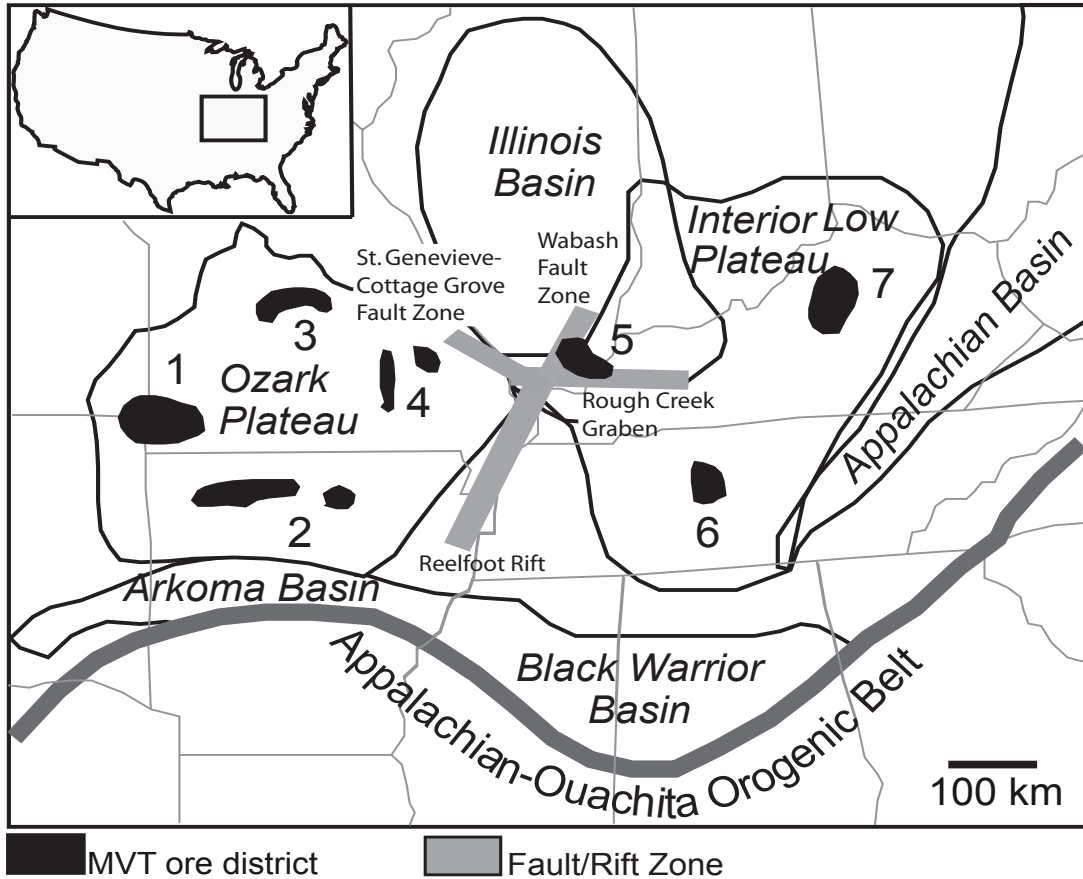 Illinois
Basin
Interior Low
Plateau
Wabash
Fault
Zone
St. Genevieve-
Cottage Grove
Fault Zone
7
3
5
1
Ozark
Plateau
4
Rough Creek
Graben
Appalachian Basin
2
6
Reelfoot Rift
Arkoma Basin
Black Warrior
Basin
Appalachian-Ouachita Orogenic Belt
100 km
MVT ore district
Fault/Rift Zone